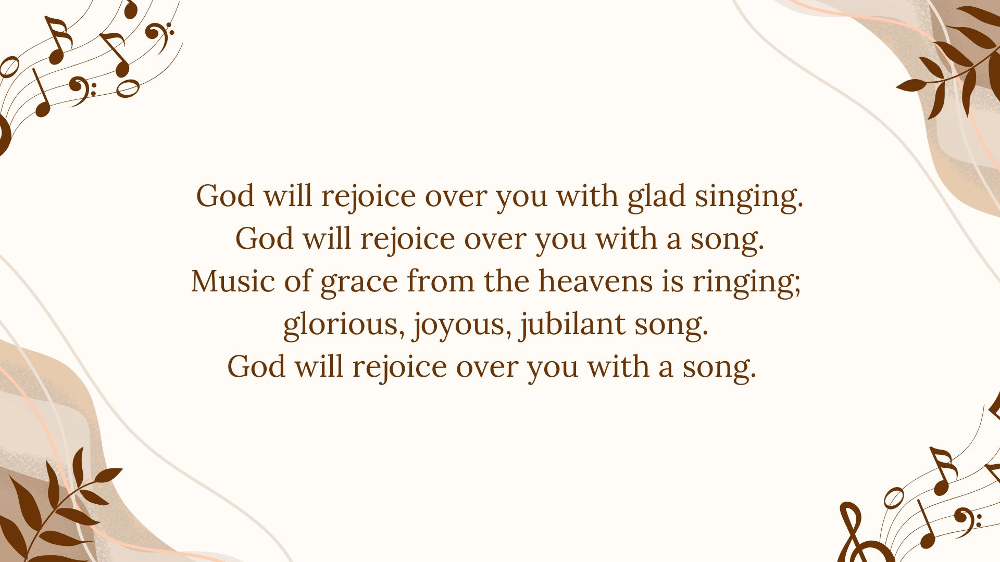 God will rejoice over you with glad singing.
God will rejoice over you with a song.
Music of grace from the heavens is ringing;
glorious, joyous, jubilant song.
God will rejoice over you with a song.